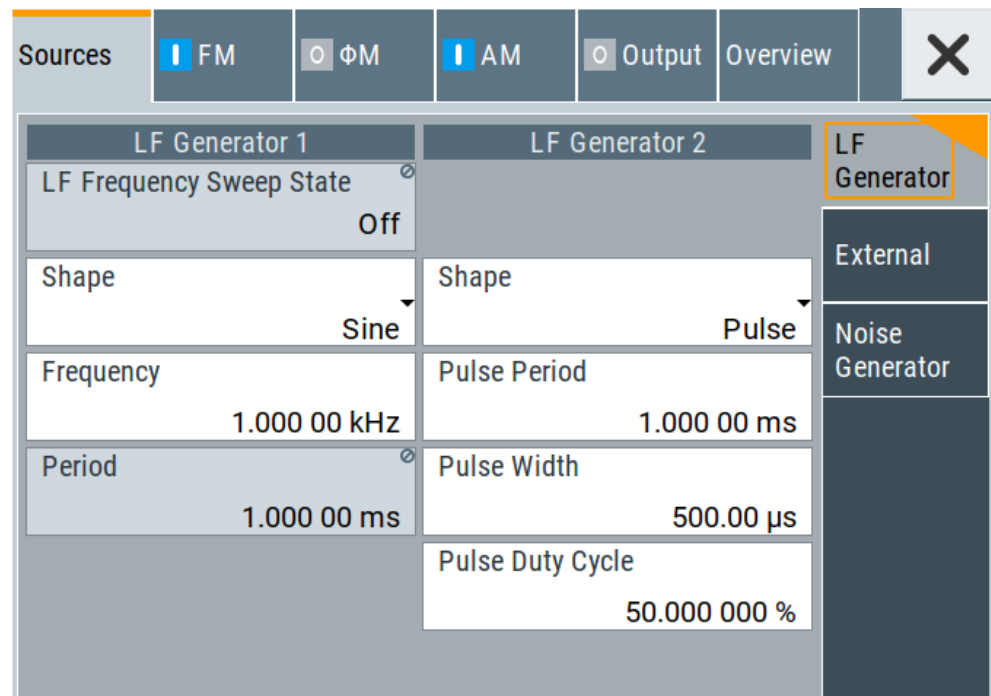 Sources
I FM
O ΦM
I AM
O Output
Overview
LF Generator 1
LF Frequency Sweep State
Off
Shape
Sine
Frequency
1.000 00 kHz
Period
1.000 00 ms
LF Generator 2
Shape
Pulse
Pulse Period
1.000 00 ms
Pulse Width
500.00 µs
Pulse Duty Cycle
50.000 000 %
LF
Generator
External
Noise
Generator